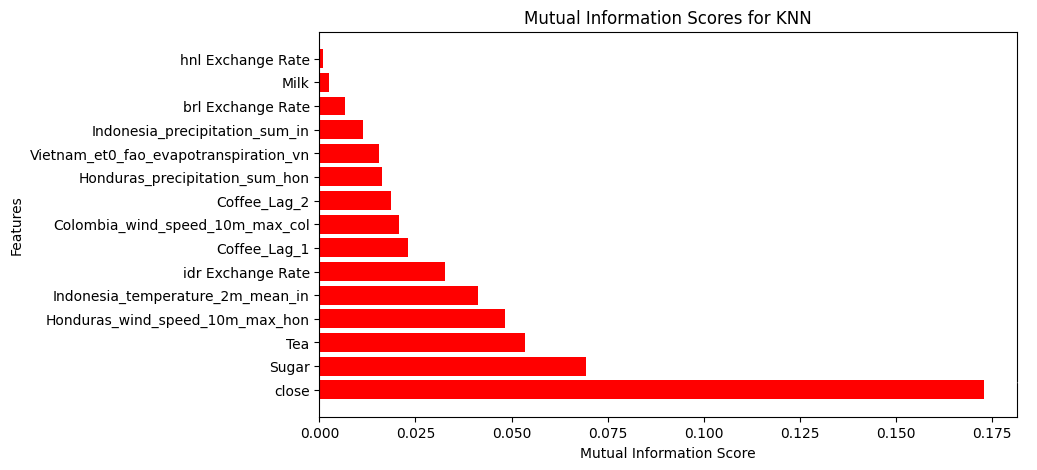 Mutual Information Scores for KNN
hnl Exchange Rate
Milk
brl Exchange Rate
Indonesia_precipitation_sum_in
Vietnam_et0_fao_evapotranspiration_vn
Honduras_precipitation_sum_hon
Coffee_Lag_2
Colombia_wind_speed_10m_max_col
Coffee_Lag_1
idr Exchange Rate
Indonesia_temperature_2m_mean_in
Honduras_wind_speed_10m_max_hon
Tea
Sugar
close
Features
0.000 0.025 0.050 0.075 0.100 0.125 0.150 0.175
Mutual Information Score